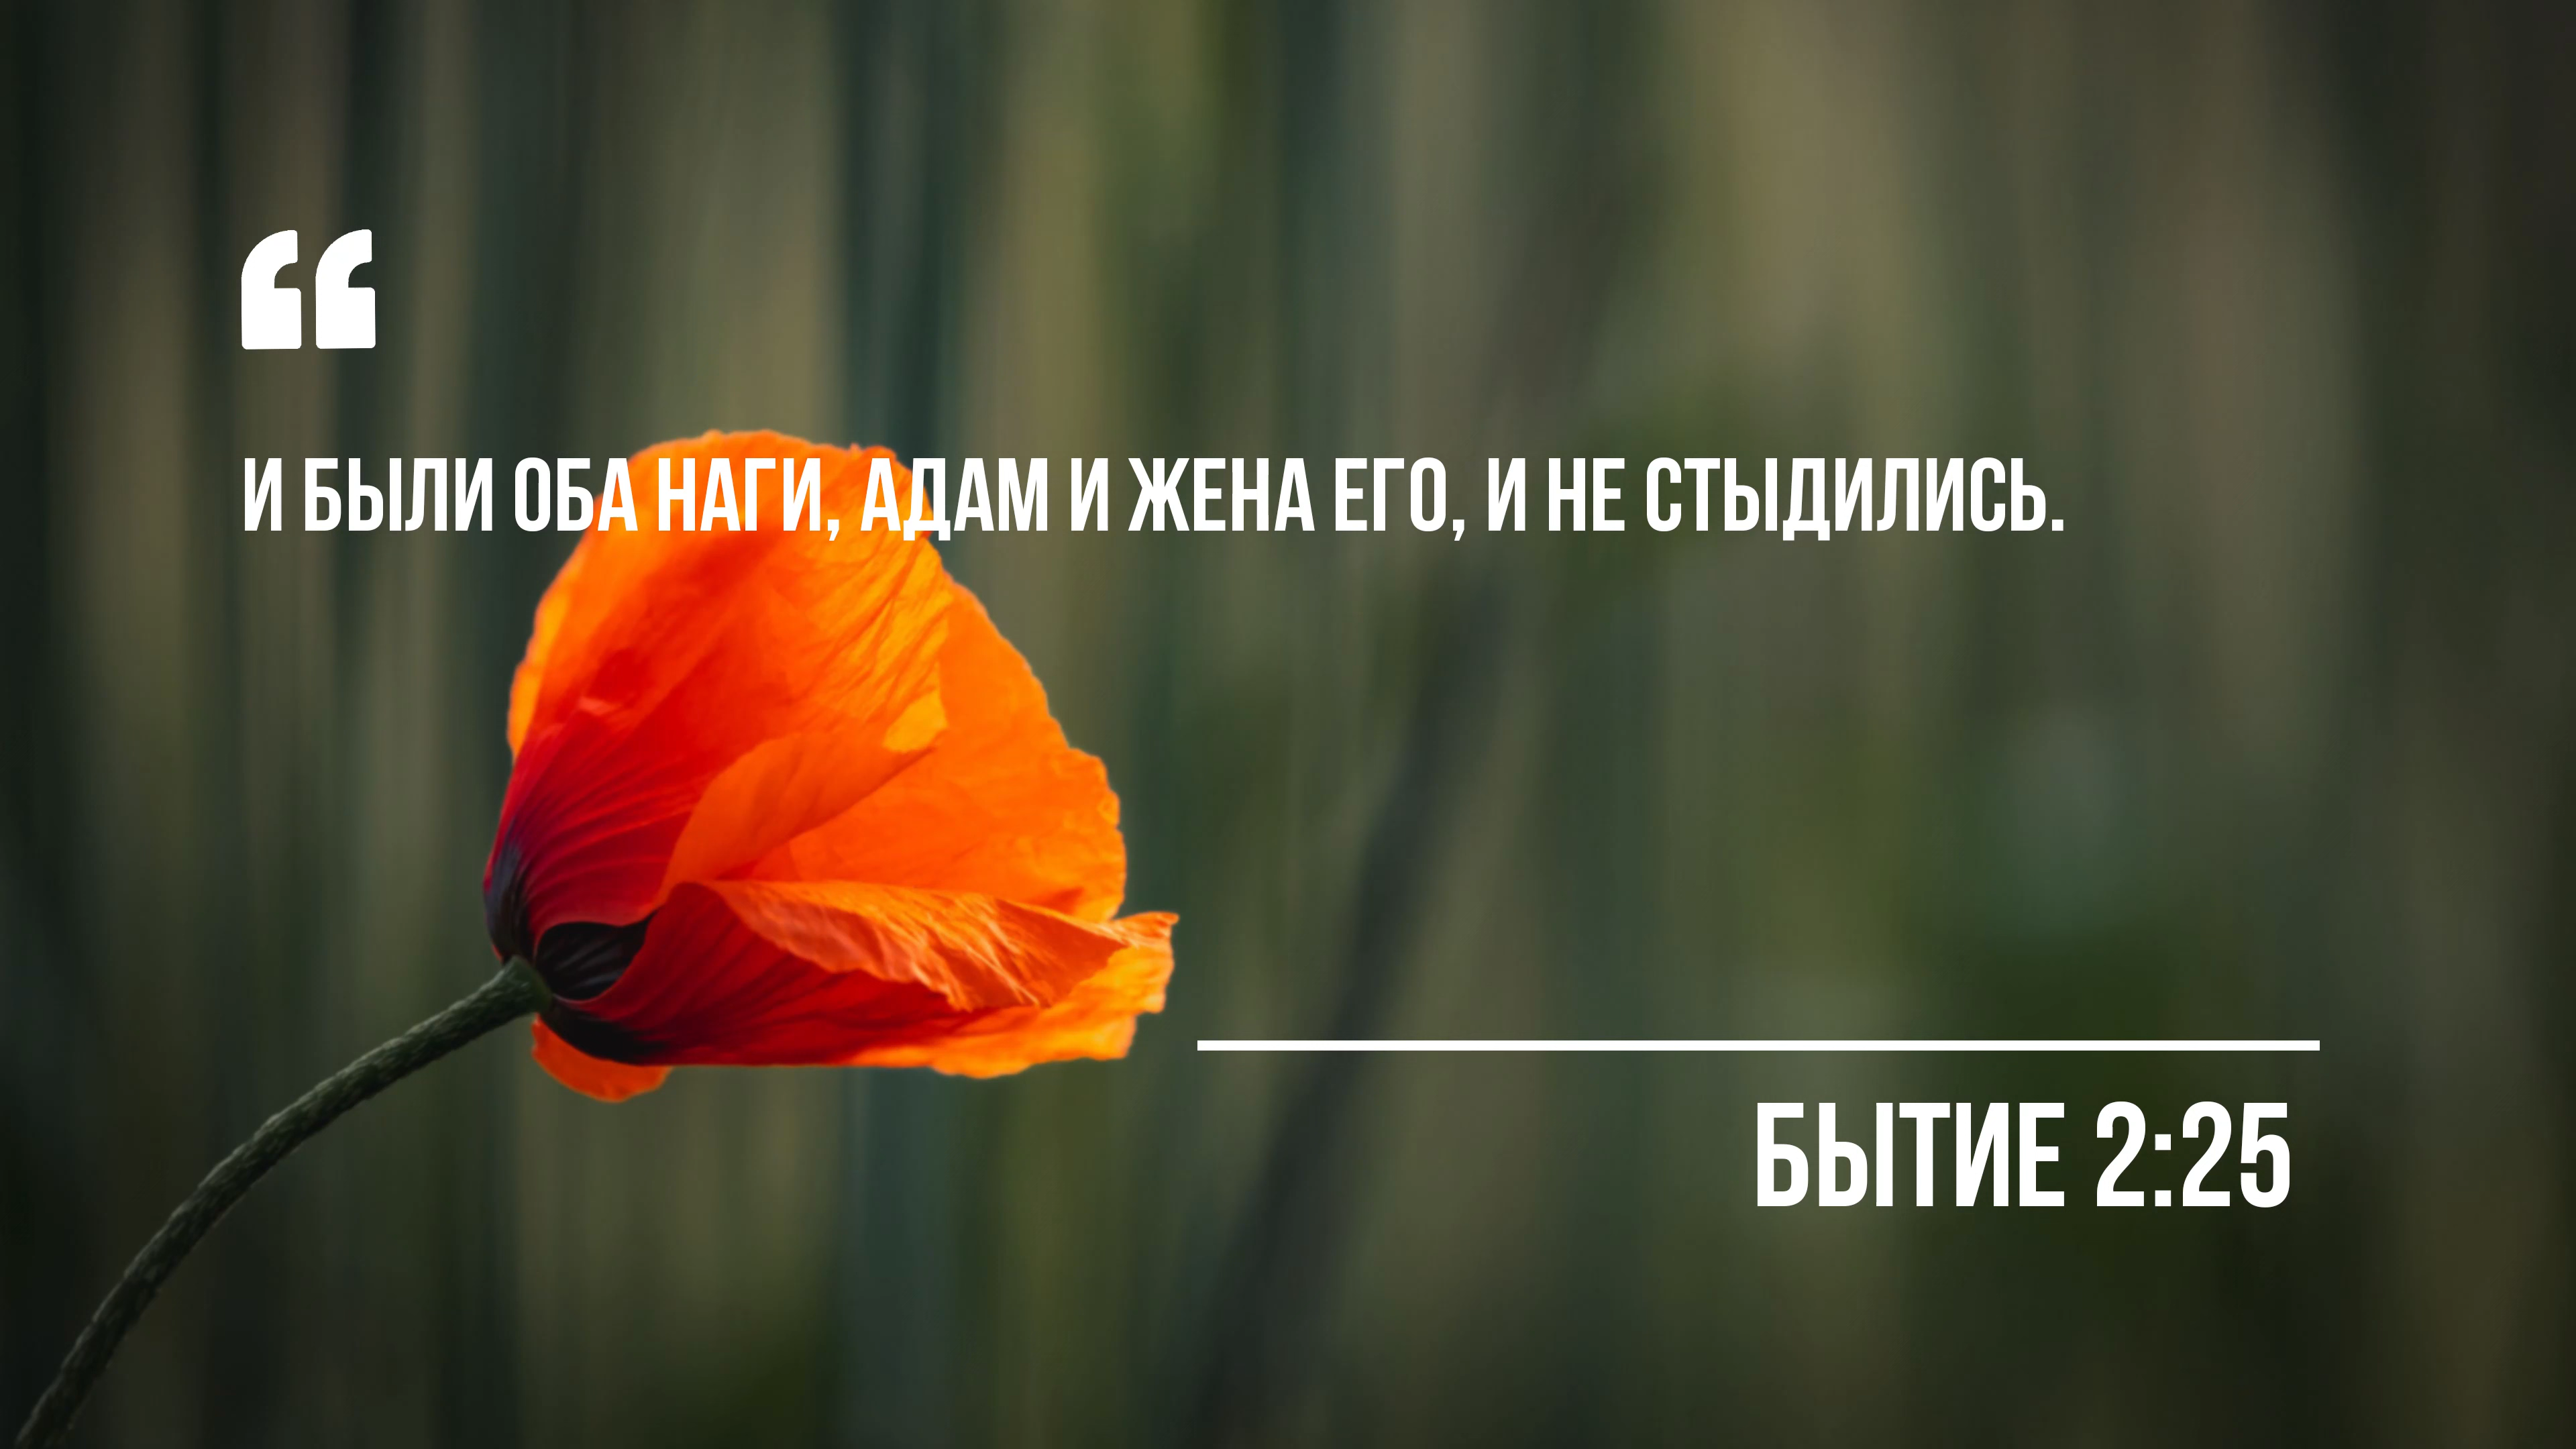 “
И БЫЛИ ОБА НАГИ, АДАМ И ЖЕНА ЕГО, И НЕ СТЫДИЛИСЬ.
БЫТИЕ 2:25